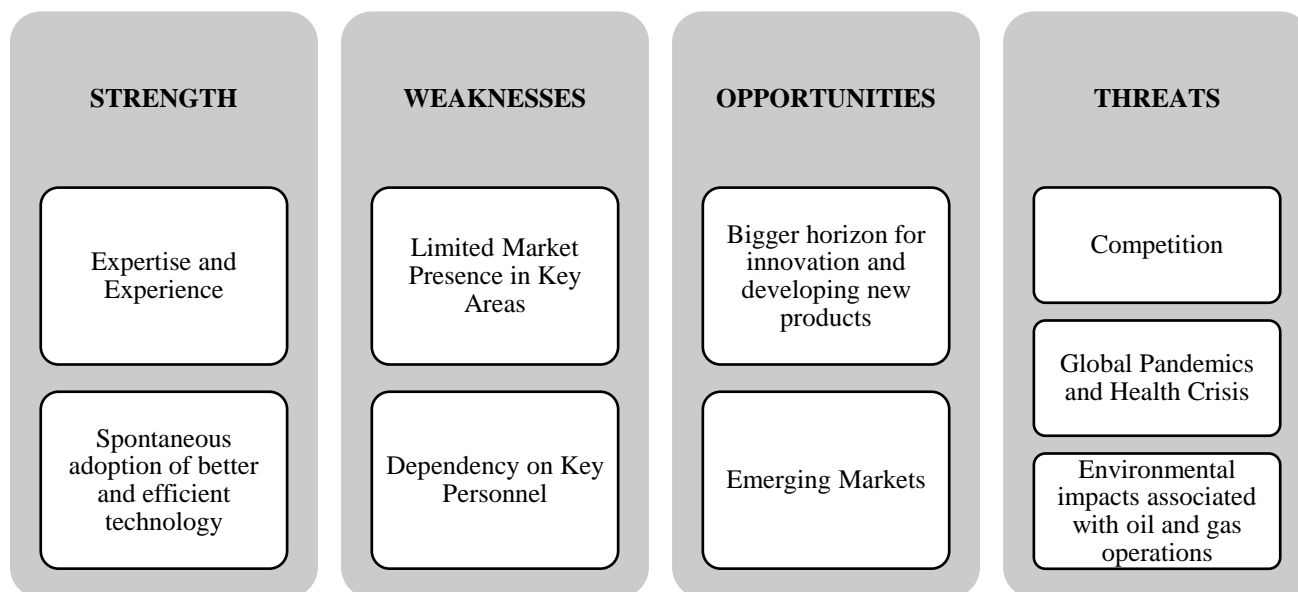 STRENGTH
Expertise and
Experience
Spontaneous
adoption of better
and efficient
technology
WEAKNESSES
Limited Market
Presence in Key
Areas
Dependency on Key
Personnel
OPPORTUNITIES
Bigger horizon for
innovation and
developing new
products
Emerging Markets
THREATS
Competition
Global Pandemics
and Health Crisis
Environmental
impacts associated
with oil and gas
operations